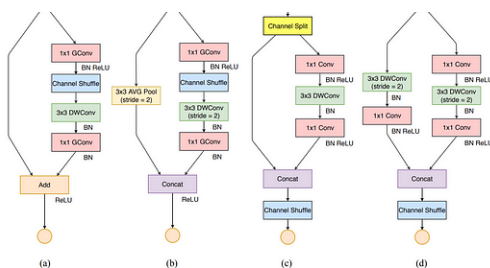 1x1 GConv
BN ReLU
Channel Shuffle
3x3 DWConv
BN
1x1 GConv
BN
Add
ReLU
(a)
3x3 AVG Pool
(stride = 2)
1x1 GConv
BN ReLU
Channel Shuffle
3x3 DWConv
(stride = 2)
BN
1x1 GConv
BN
Concat
ReLU
(b)
Channel Split
1x1 Conv
BN ReLU
3x3 DWConv
BN
1x1 Conv
BN ReLU
Concat
Channel Shuffle
(c)
3x3 DWConv
(stride = 2)
BN
1x1 Conv
BN ReLU
1x1 Conv
BN ReLU
3x3 DWConv
(stride = 2)
BN
1x1 Conv
BN ReLU
Concat
Channel Shuffle
(d)